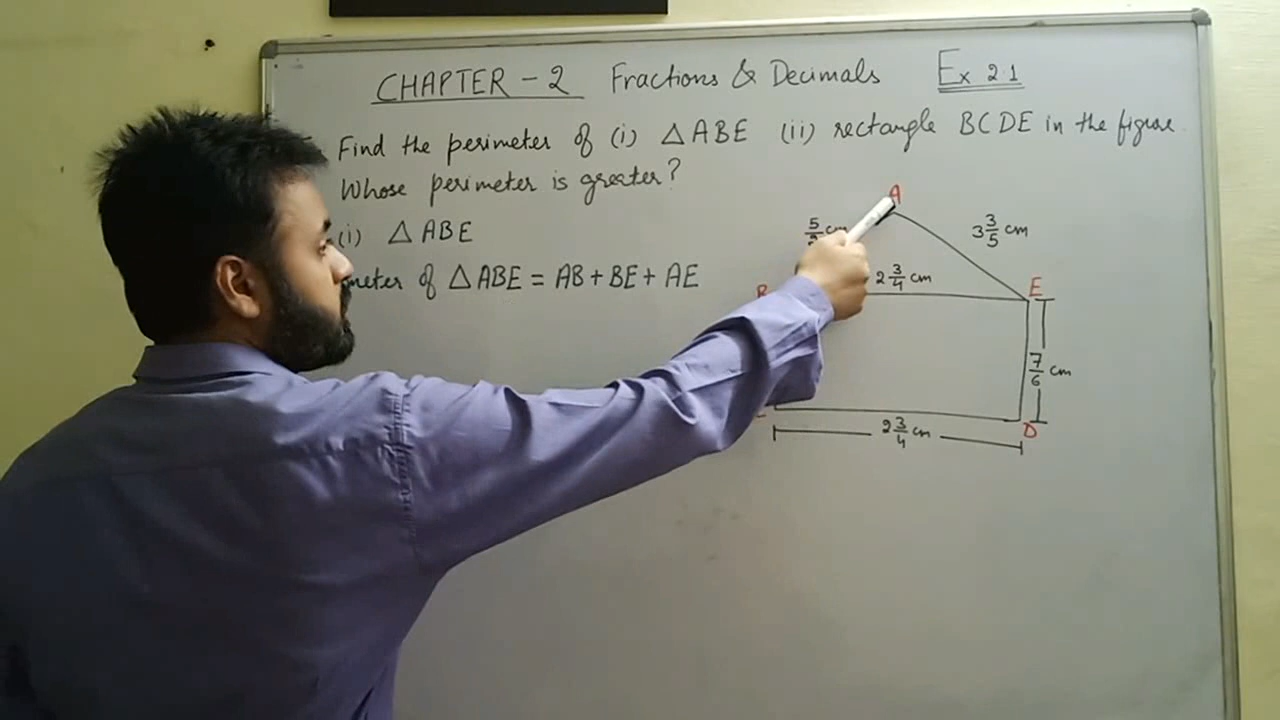 CHAPTER - 2 Fractions & Decimals Ex 2.1
Find the perimeter of (i) △ABE (ii) rectangle BCDE in the figure.
Whose perimeter is greater?
(i) △ABE
meter of △ABE = AB + BE + AE
A
5 cm
3 3/5 cm
2 3/4 cm
B
E
7/6 cm
2 3/4 cm
D